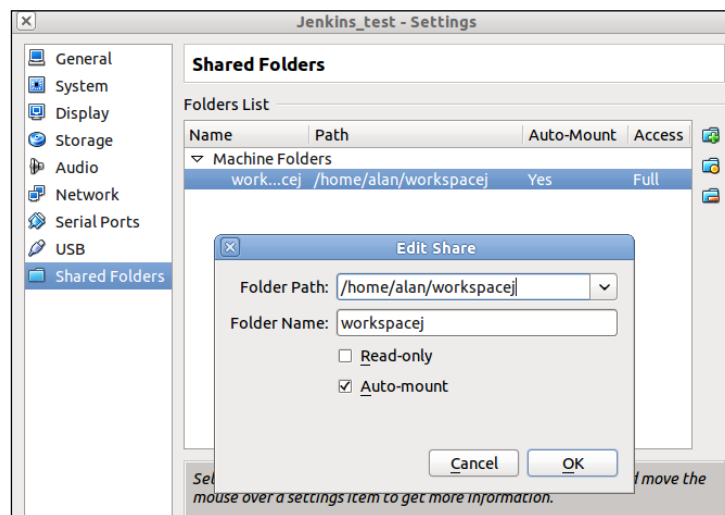 Jenkins_test - Settings
General
System
Display
Storage
Audio
Network
Serial Ports
USB
Shared Folders
Shared Folders
Folders List
Name Path Auto-Mount Access
Machine Folders
work...cej /home/alan/workspacej Yes Full
Edit Share
Folder Path: /home/alan/workspacej
Folder Name: workspacej
Read-only
Auto-mount
Cancel OK
move the
mouse over a settings item to get more information.